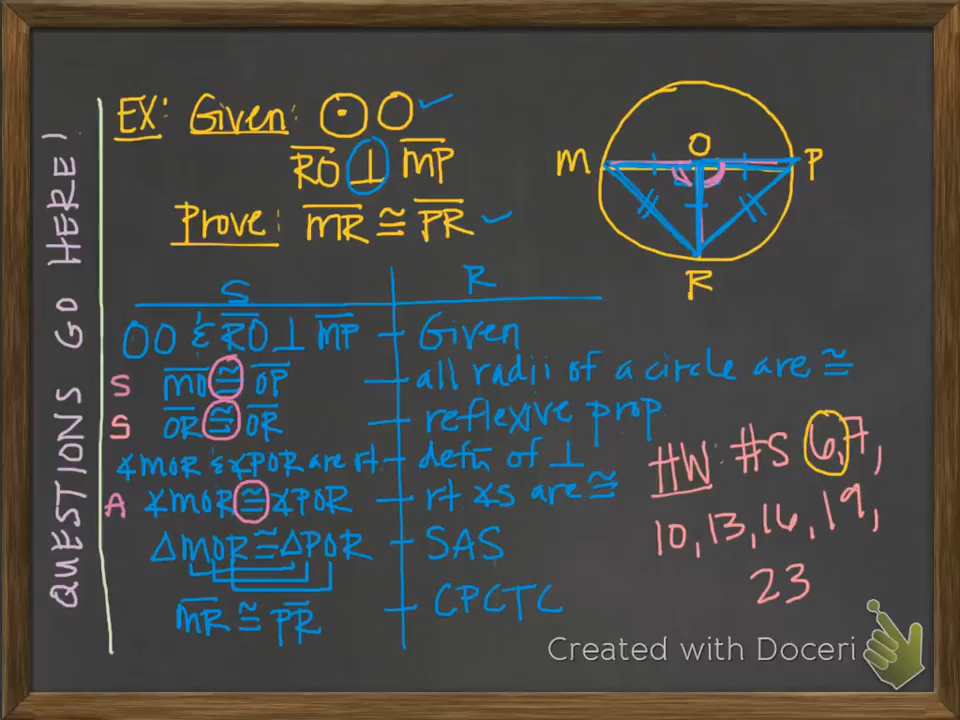 QUESTIONS GO HERE!
EX: Given: ⊙ O ✓
RO ⊥ MP
Prove: MR ≅ PR ✓
M O P
R
S R
⊙O & RO ⊥ MP — Given
S MO ≅ OP — all radii of a circle are ≅
S OR ≅ OR — reflexive prop.
∡MOR & ∡POR are rt — defn of ⊥
A ∡MOR ≅ ∡POR — rt ∡s are ≅
ΔMOR ≅ ΔPOR — SAS
MR ≅ PR — CPCTC
HW: #S 6, 7,
10, 13, 16, 19,
23
Created with Doceri